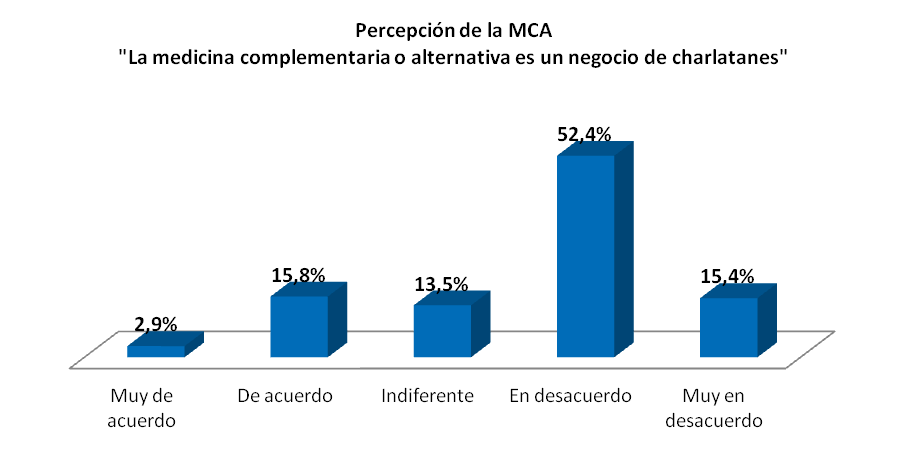 Percepción de la MCA
"La medicina complementaria o alternativa es un negocio de charlatanes"
52,4%
15,8%
13,5%
15,4%
2,9%
Muy de acuerdo
De acuerdo
Indiferente
En desacuerdo
Muy en desacuerdo